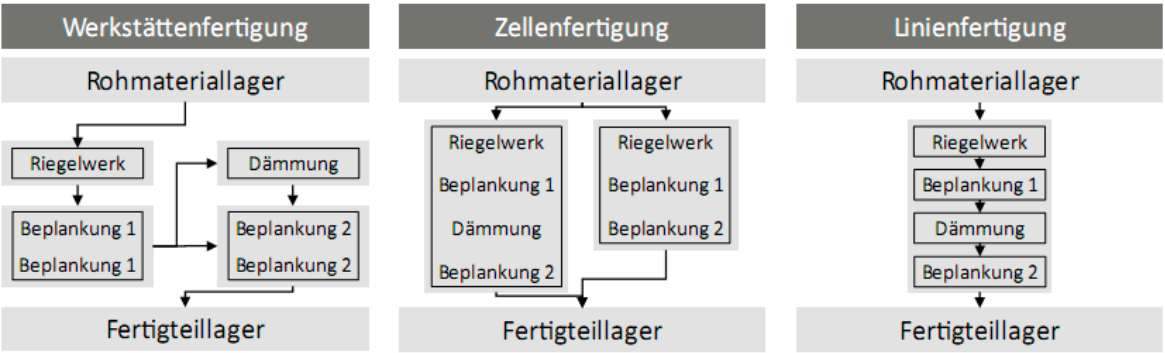 Werkstättenfertigung
Rohmateriallager
Riegelwerk
Dämmung
Beplankung 1
Beplankung 1
Beplankung 2
Beplankung 2
Fertigteillager
Zellenfertigung
Rohmateriallager
Riegelwerk
Beplankung 1
Dämmung
Beplankung 2
Riegelwerk
Beplankung 1
Beplankung 2
Fertigteillager
Linienfertigung
Rohmateriallager
Riegelwerk
Beplankung 1
Dämmung
Beplankung 2
Fertigteillager